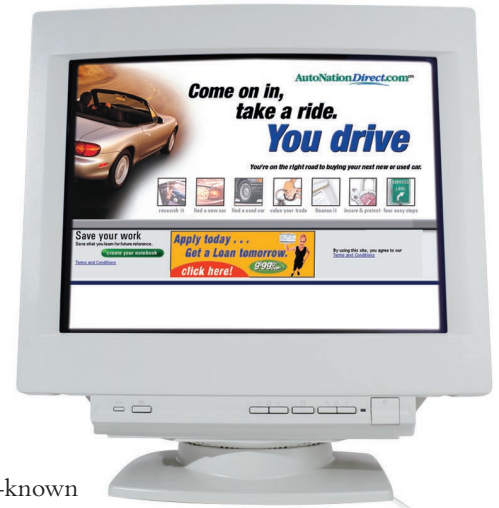 AutoNationDirect.com
Come on in,
take a ride.
You drive
You're on the right road to buying your next new or used car.
research it find a new car find a used car value your trade finance it insure & protect four easy steps
EXPRESS
LANE
Save your work
Save what you learn for future reference.
create your notebook
Terms and Conditions
Apply today . . .
Get a Loan tomorrow.
click here!
By using this site, you agree to our
Terms and Conditions
-known